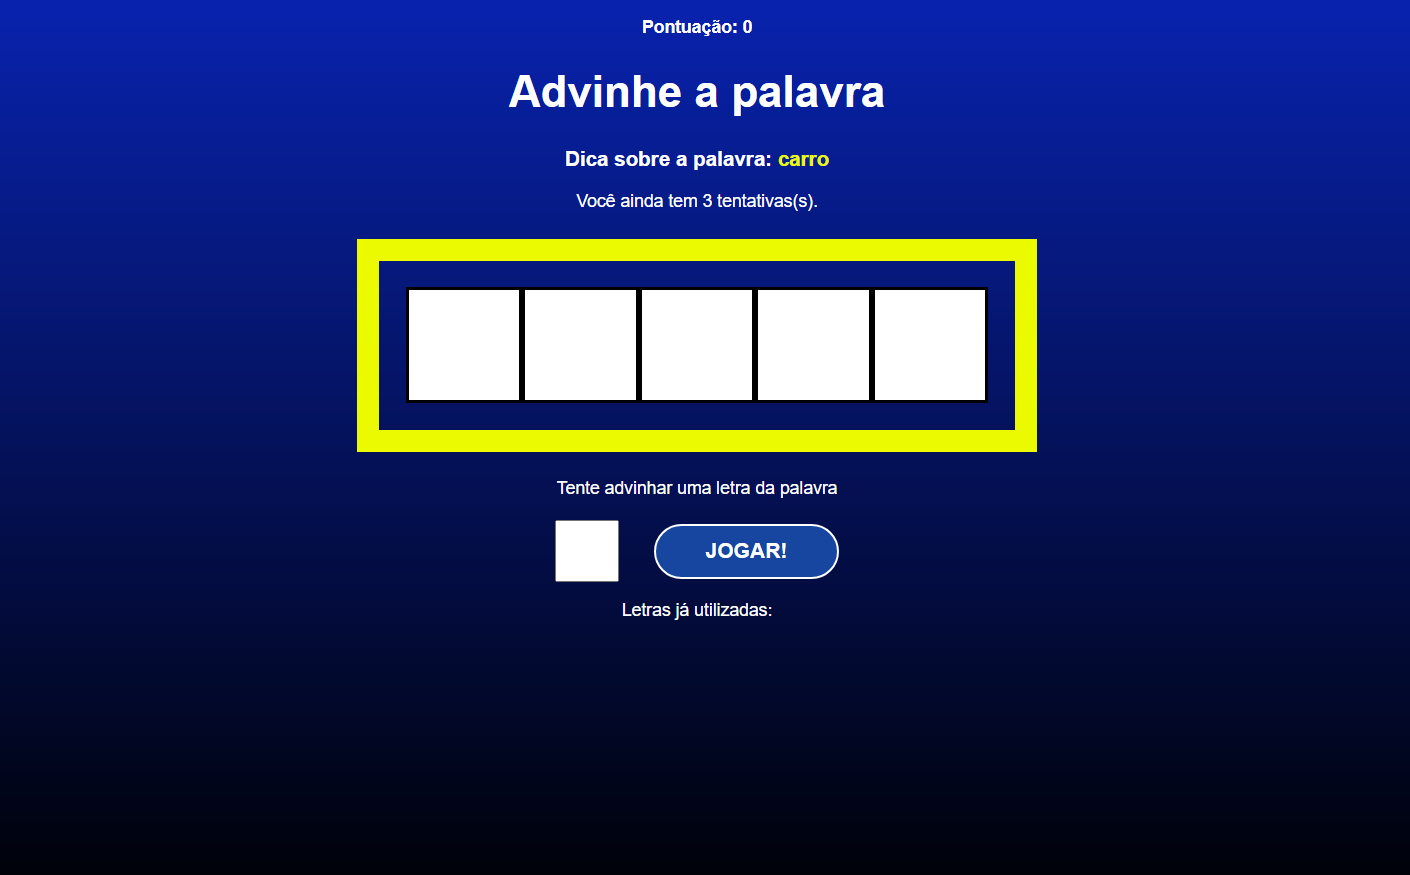 Pontuação: 0
Advinhe a palavra
Dica sobre a palavra: carro
Você ainda tem 3 tentativas(s).
Tente advinhar uma letra da palavra
JOGAR!
Letras já utilizadas: